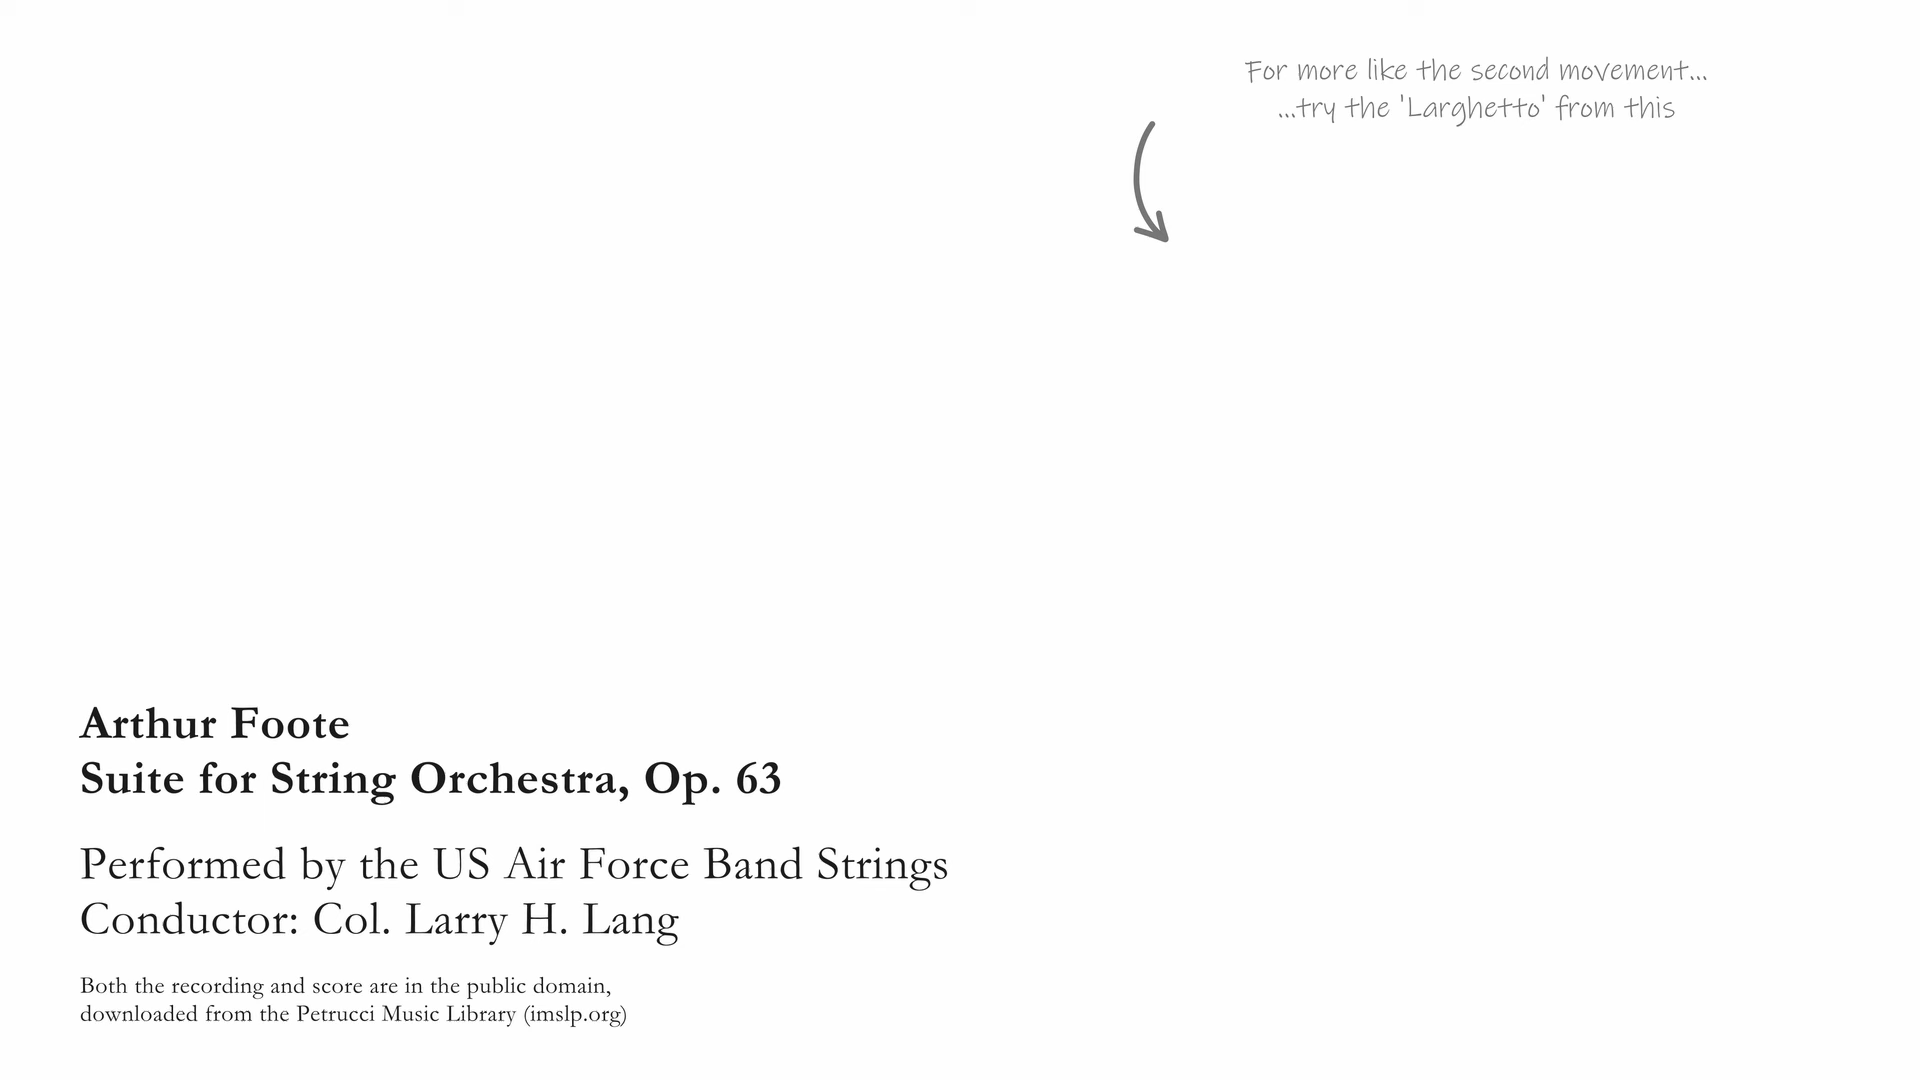 For more like the second movement...
...try the 'Larghetto' from this
Arthur Foote
Suite for String Orchestra, Op. 63
Performed by the US Air Force Band Strings
Conductor: Col. Larry H. Lang
Both the recording and score are in the public domain,
downloaded from the Petrucci Music Library (imslp.org)